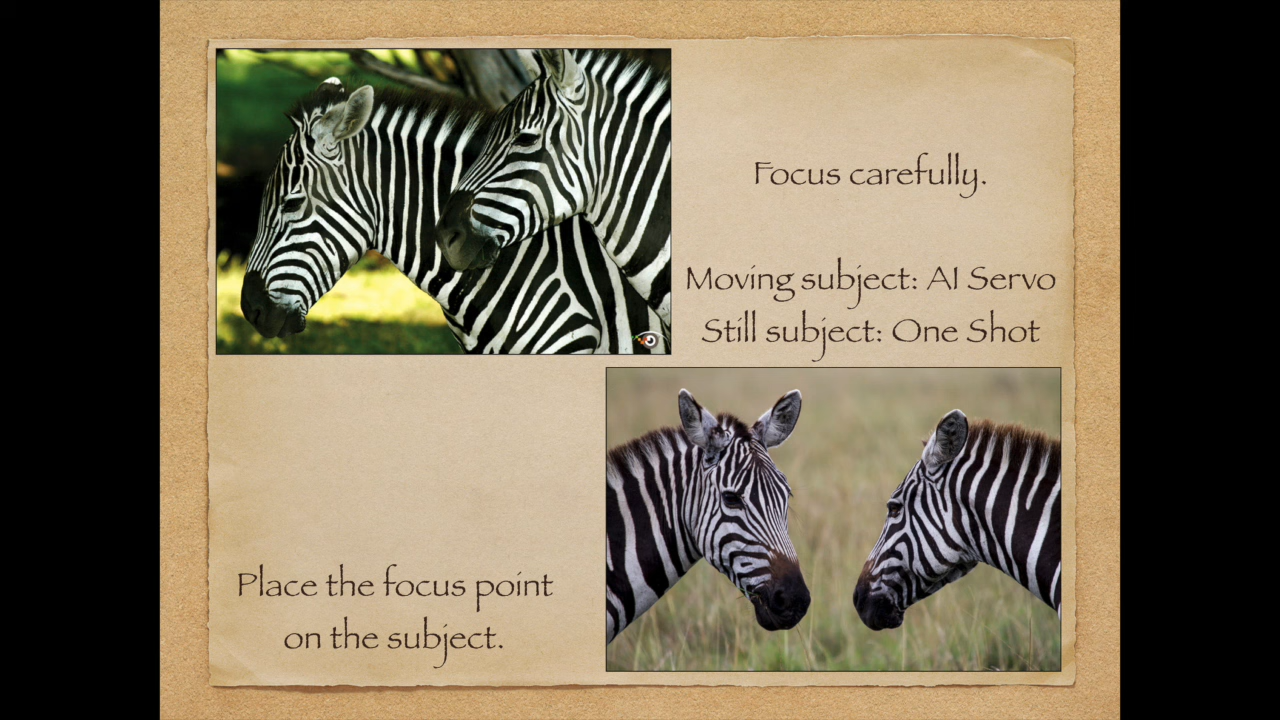 Focus carefully.
Moving subject: AI Servo
Still subject: One Shot
Place the focus point
on the subject.